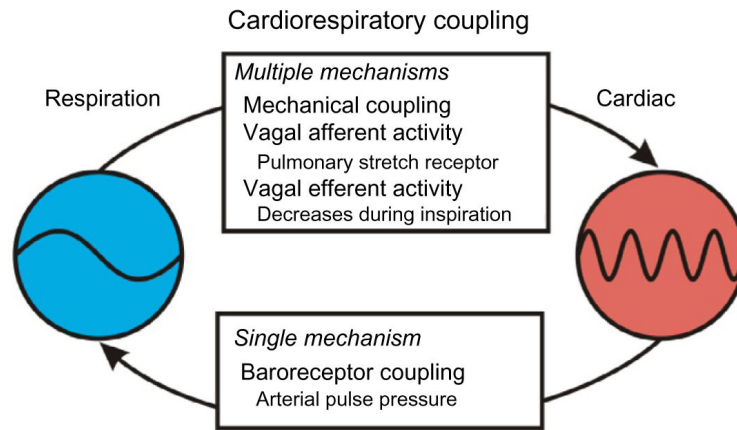 Cardiorespiratory coupling
Respiration
Multiple mechanisms
Mechanical coupling
Vagal afferent activity
Pulmonary stretch receptor
Vagal efferent activity
Decreases during inspiration
Cardiac
Single mechanism
Baroreceptor coupling
Arterial pulse pressure